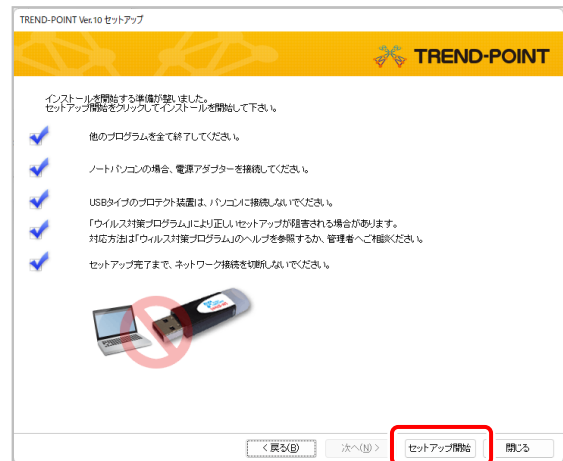 TREND-POINT Ver.10 セットアップ
TREND-POINT
インストールを開始する準備が整いました。
セットアップ開始をクリックしてインストールを開始して下さい。
他のプログラムを全て終了してください。
ノートパソコンの場合、電源アダプターを接続してください。
USBタイプのプロテクト装置は、パソコンに接続しないでください。
「ウイルス対策プログラム」により正しいセットアップが阻害される場合があります。
対応方法は「ウィルス対策プログラム」のヘルプを参照するか、管理者へご相談ください。
セットアップ完了まで、ネットワーク接続を切断しないでください。
< 戻る(B) 次へ(N) > セットアップ開始 閉じる